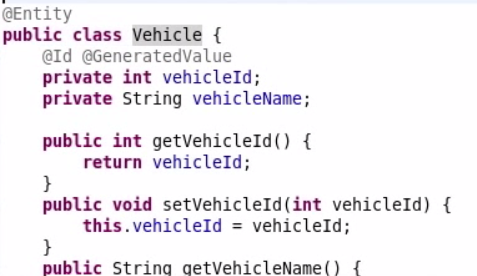 @Entity
public class Vehicle {
@Id @GeneratedValue
private int vehicleId;
private String vehicleName;
public int getVehicleId() {
return vehicleId;
}
public void setVehicleId(int vehicleId) {
this.vehicleId = vehicleId;
}
public String getVehicleName() {